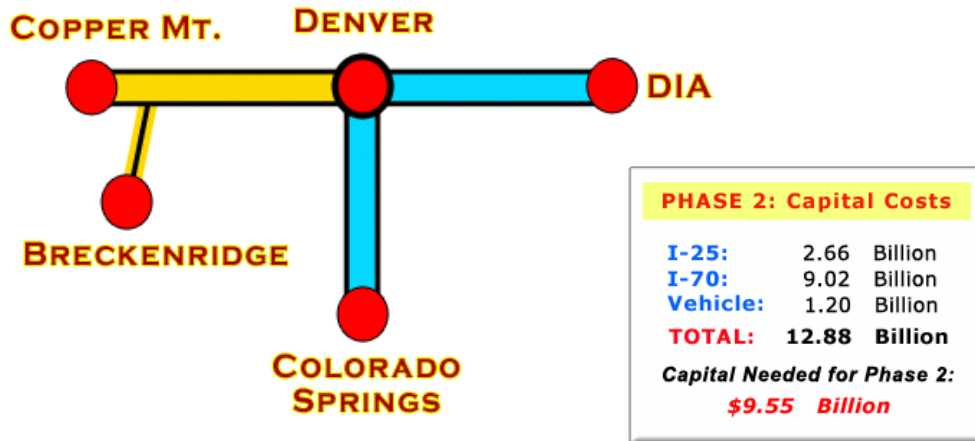 COPPER MT.
DENVER
DIA
BRECKENRIDGE
COLORADO
SPRINGS
PHASE 2: Capital Costs
I-25: 2.66 Billion
I-70: 9.02 Billion
Vehicle: 1.20 Billion
TOTAL: 12.88 Billion
Capital Needed for Phase 2:
$9.55 Billion